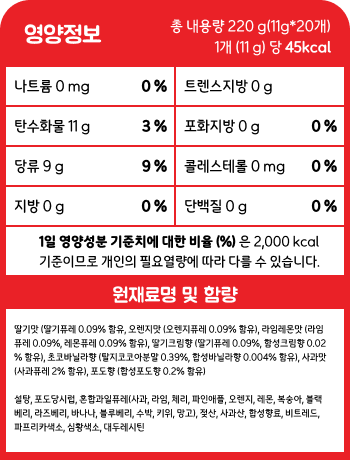 영양정보
총 내용량 220 g(11g*20개)
1개 (11 g) 당 45kcal
나트륨 0 mg 0 % 트렌스지방 0 g
탄수화물 11 g 3 % 포화지방 0 g 0 %
당류 9 g 9 % 콜레스테롤 0 mg 0 %
지방 0 g 0 % 단백질 0 g 0 %
1일 영양성분 기준치에 대한 비율 (%) 은 2,000 kcal
기준이므로 개인의 필요열량에 따라 다를 수 있습니다.
원재료명 및 함량
딸기맛 (딸기퓨레 0.09% 함유, 오렌지맛 (오렌지퓨레 0.09% 함유), 라임레몬맛 (라임
퓨레 0.09%, 레몬퓨레 0.09% 함유), 딸기크림향 (딸기퓨레 0.09%, 합성크림향 0.02
% 함유), 초코바닐라향 (탈지코코아분말 0.39%, 합성바닐라향 0.004% 함유), 사과맛
(사과퓨레 2% 함유), 포도향 (합성포도향 0.2% 함유)
설탕, 포도당시럽, 혼합과일퓨레(사과, 라임, 체리, 파인애플, 오렌지, 레몬, 복숭아, 블랙
베리, 라즈베리, 바나나, 블루베리, 수박, 키위, 망고), 젖산, 사과산, 합성향료, 비트레드,
파프리카색소, 심황색소, 대두레시틴